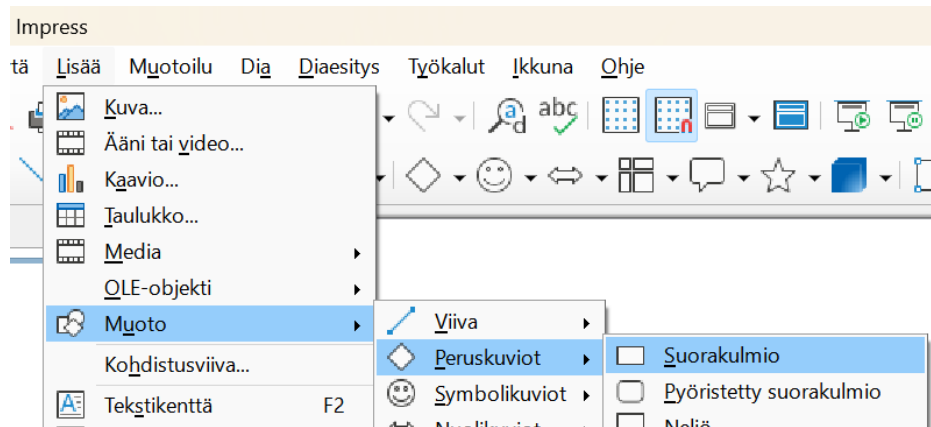 Impress
tä Lisää Muotoilu Dia Diaesitys Työkalut Ikkuna Ohje
Kuva...
Ääni tai video...
Kaavio...
Taulukko...
Media
OLE-objekti
Muoto
Kohdistusviiva...
Tekstikenttä F2
Viiva
Peruskuviot
Symbolikuviot
Suorakulmio
Pyöristetty suorakulmio
abc